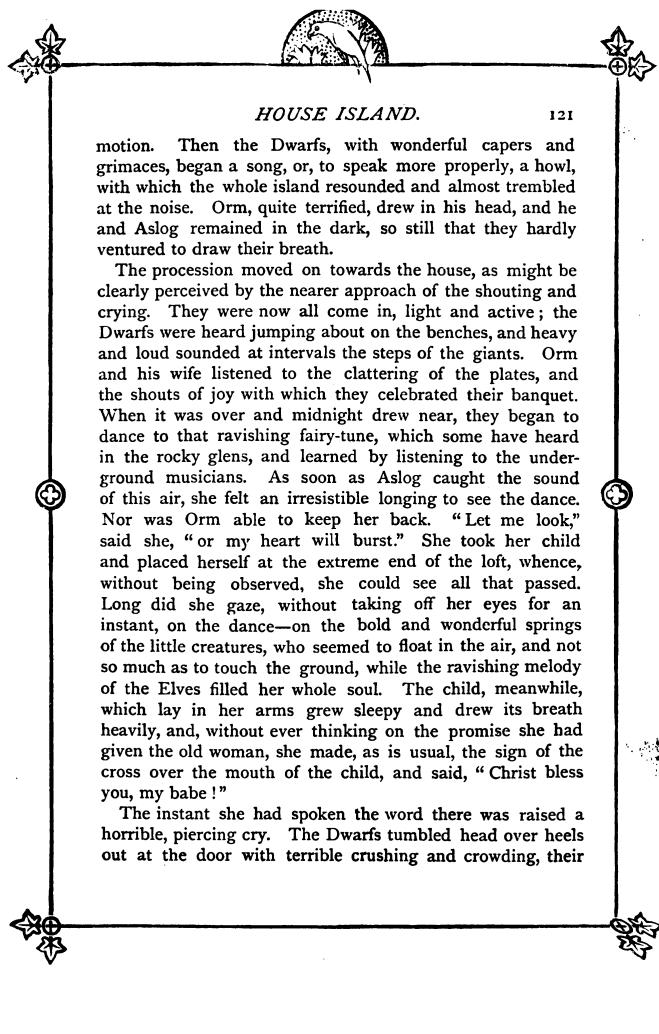 HOUSE ISLAND. 121
motion. Then the Dwarfs, with wonderful capers and
grimaces, began a song, or, to speak more properly, a howl,
with which the whole island resounded and almost trembled
at the noise. Orm, quite terrified, drew in his head, and he
and Aslog remained in the dark, so still that they hardly
ventured to draw their breath.
The procession moved on towards the house, as might be
clearly perceived by the nearer approach of the shouting and
crying. They were now all come in, light and active; the
Dwarfs were heard jumping about on the benches, and heavy
and loud sounded at intervals the steps of the giants. Orm
and his wife listened to the clattering of the plates, and
the shouts of joy with which they celebrated their banquet.
When it was over and midnight drew near, they began to
dance to that ravishing fairy-tune, which some have heard
in the rocky glens, and learned by listening to the under-
ground musicians. As soon as Aslog caught the sound
of this air, she felt an irresistible longing to see the dance.
Nor was Orm able to keep her back. "Let me look,"
said she, "or my heart will burst." She took her child
and placed herself at the extreme end of the loft, whence,
without being observed, she could see all that passed.
Long did she gaze, without taking off her eyes for an
instant, on the dance—on the bold and wonderful springs
of the little creatures, who seemed to float in the air, and not
so much as to touch the ground, while the ravishing melody
of the Elves filled her whole soul. The child, meanwhile,
which lay in her arms grew sleepy and drew its breath
heavily, and, without ever thinking on the promise she had
given the old woman, she made, as is usual, the sign of the
cross over the mouth of the child, and said, "Christ bless
you, my babe!"
The instant she had spoken the word there was raised a
horrible, piercing cry. The Dwarfs tumbled head over heels
out at the door with terrible crushing and crowding, their